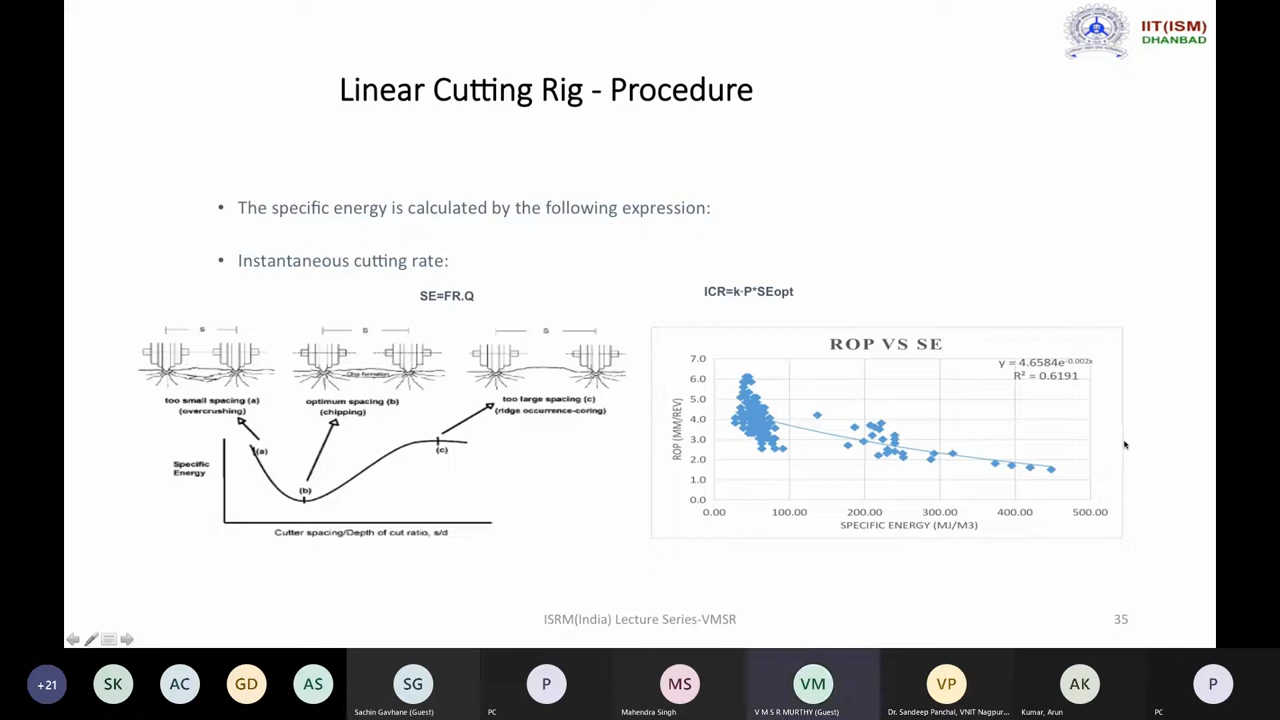 IIT(ISM)
DHANBAD
Linear Cutting Rig - Procedure
• The specific energy is calculated by the following expression:
• Instantaneous cutting rate:
SE=FR.Q
ICR=k·P*SEopt
s
S
S
Chip Formation
too small spacing (a)
(overcrushing)
optimum spacing (b)
(chipping)
too large spacing (c)
(ridge occurrence-coring)
Specific
Energy
(a)
(b)
(c)
Cutter spacing/Depth of cut ratio, s/d
ROP VS SE
y = 4.6584e-0.002x
R² = 0.6191
ROP (MM/REV)
7.0
6.0
5.0
4.0
3.0
2.0
1.0
0.0
0.00 100.00 200.00 300.00 400.00 500.00
SPECIFIC ENERGY (MJ/M3)
ISRM(India) Lecture Series-VMSR
35
+21 SK AC GD AS SG P MS VM VP AK P
Sachin Gavhane (Guest) PC Mahendra Singh V M S R MURTHY (Guest) Dr. Sandeep Panchal, VNIT Nagpur... Kumar, Arun PC